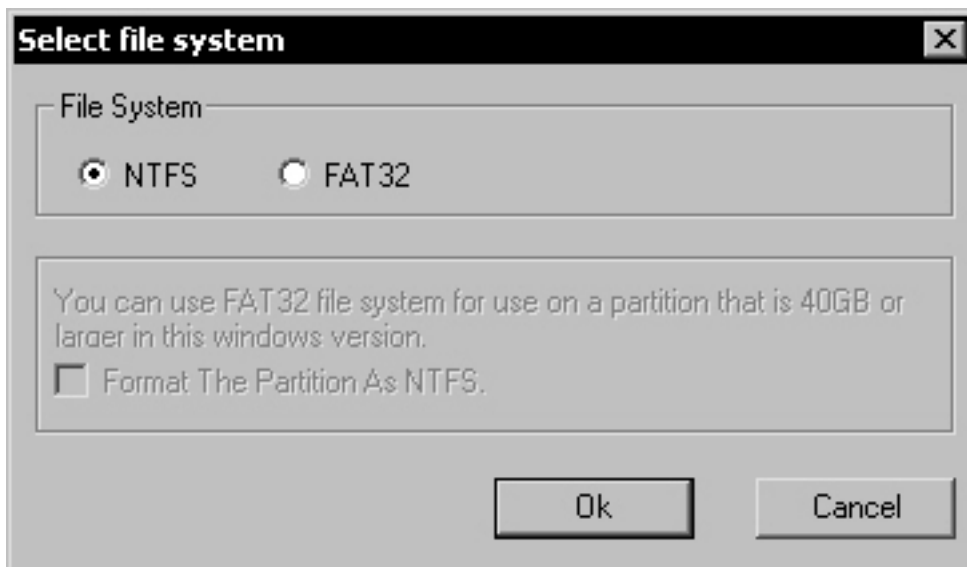 Select file system
File System
NTFS FAT32
You can use FAT32 file system for use on a partition that is 40GB or
larger in this windows version.
Format The Partition As NTFS.
Ok Cancel